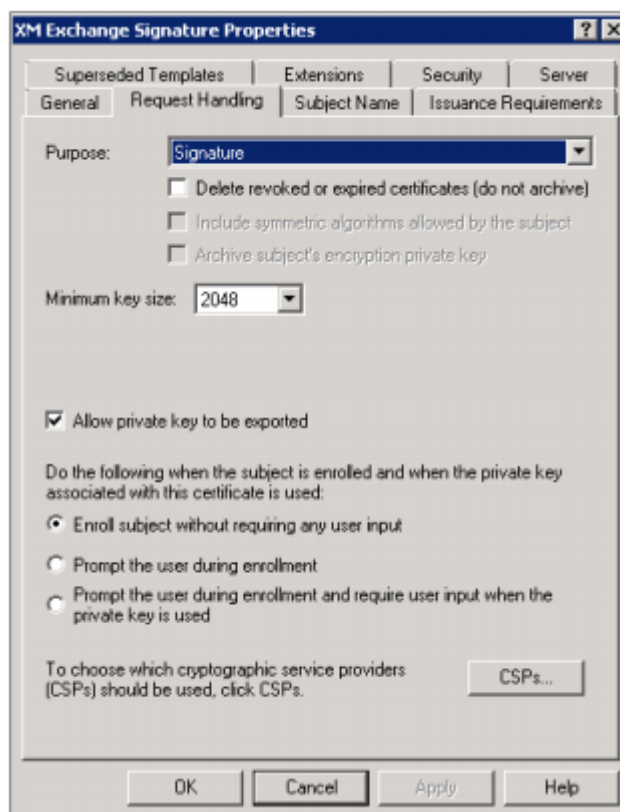 XM Exchange Signature Properties
Superseded Templates Extensions Security Server
General Request Handling Subject Name Issuance Requirements
Purpose: Signature
Delete revoked or expired certificates (do not archive)
Include symmetric algorithms allowed by the subject
Archive subject's encryption private key
Minimum key size: 2048
Allow private key to be exported
Do the following when the subject is enrolled and when the private key
associated with this certificate is used:
Enroll subject without requiring any user input
Prompt the user during enrollment
Prompt the user during enrollment and require user input when the
private key is used
To choose which cryptographic service providers
(CSPs) should be used, click CSPs.
CSPs...
OK Cancel Apply Help